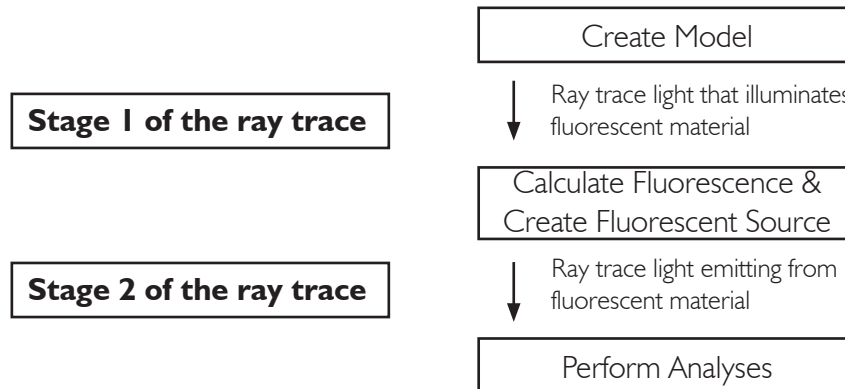 Create Model
Stage 1 of the ray trace
Ray trace light that illuminates
fluorescent material
Calculate Fluorescence &
Create Fluorescent Source
Stage 2 of the ray trace
Ray trace light emitting from
fluorescent material
Perform Analyses